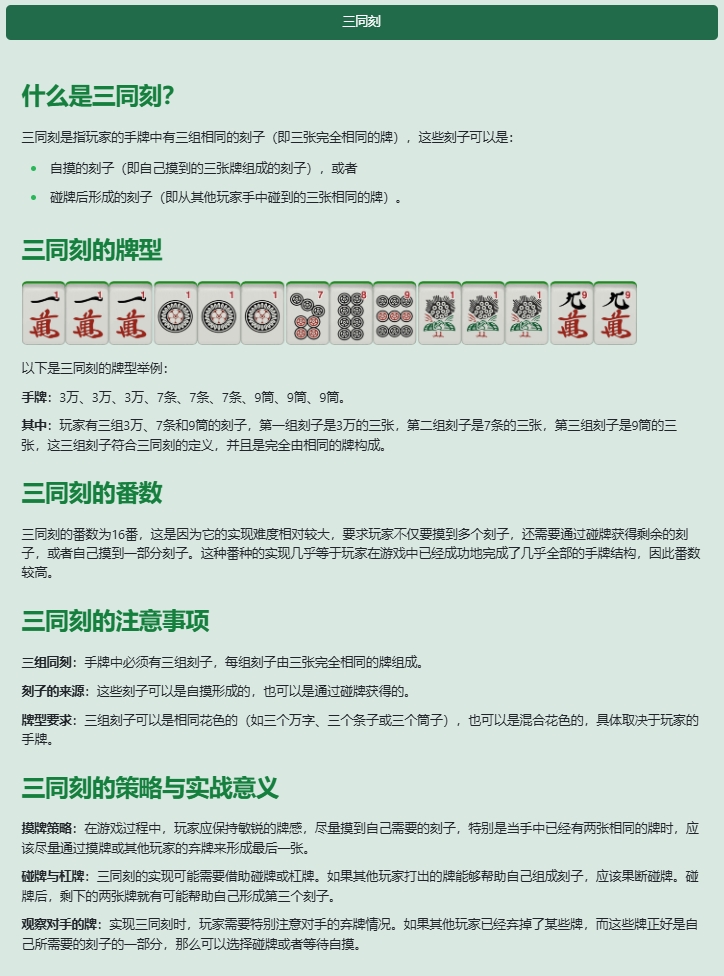 三同刻
什么是三同刻？
三同刻是指玩家的手牌中有三组相同的刻子（即三张完全相同的牌），这些刻子可以是：
自摸的刻子（即自己摸到的三张牌组成的刻子），或者
碰牌后形成的刻子（即从其他玩家手中碰到的三张相同的牌）。
三同刻的牌型
一萬1 一萬1 一萬1 1 1 1 7 8 9 1 1 1 九萬9 九萬9
以下是三同刻的牌型举例：
手牌：3万、3万、3万、7条、7条、7条、9筒、9筒、9筒。
其中：玩家有三组3万、7条和9筒的刻子，第一组刻子是3万的三张，第二组刻子是7条的三张，第三组刻子是9筒的三
张，这三组刻子符合三同刻的定义，并且是完全由相同的牌构成。
三同刻的番数
三同刻的番数为16番，这是因为它的实现难度相对较大，要求玩家不仅要摸到多个刻子，还需要通过碰牌获得剩余的刻
子，或者自己摸到一部分刻子。这种番种的实现几乎等于玩家在游戏中已经成功地完成了几乎全部的手牌结构，因此番数
较高。
三同刻的注意事项
三组同刻：手牌中必须有三组刻子，每组刻子由三张完全相同的牌组成。
刻子的来源：这些刻子可以是自摸形成的，也可以是通过碰牌获得的。
牌型要求：三组刻子可以是相同花色的（如三个万字、三个条子或三个筒子），也可以是混合花色的，具体取决于玩家的
手牌。
三同刻的策略与实战意义
摸牌策略：在游戏过程中，玩家应保持敏锐的牌感，尽量摸到自己需要的刻子，特别是当手中已经有两张相同的牌时，应
该尽量通过摸牌或其他玩家的弃牌来形成最后一张。
碰牌与杠牌：三同刻的实现可能需要借助碰牌或杠牌。如果其他玩家打出的牌能够帮助自己组成刻子，应该果断碰牌。碰
牌后，剩下的两张牌就有可能帮助自己形成第三个刻子。
观察对手的牌：实现三同刻时，玩家需要特别注意对手的弃牌情况。如果其他玩家已经弃掉了某些牌，而这些牌正好是自
己所需要的刻子的一部分，那么可以选择碰牌或者等待自摸。